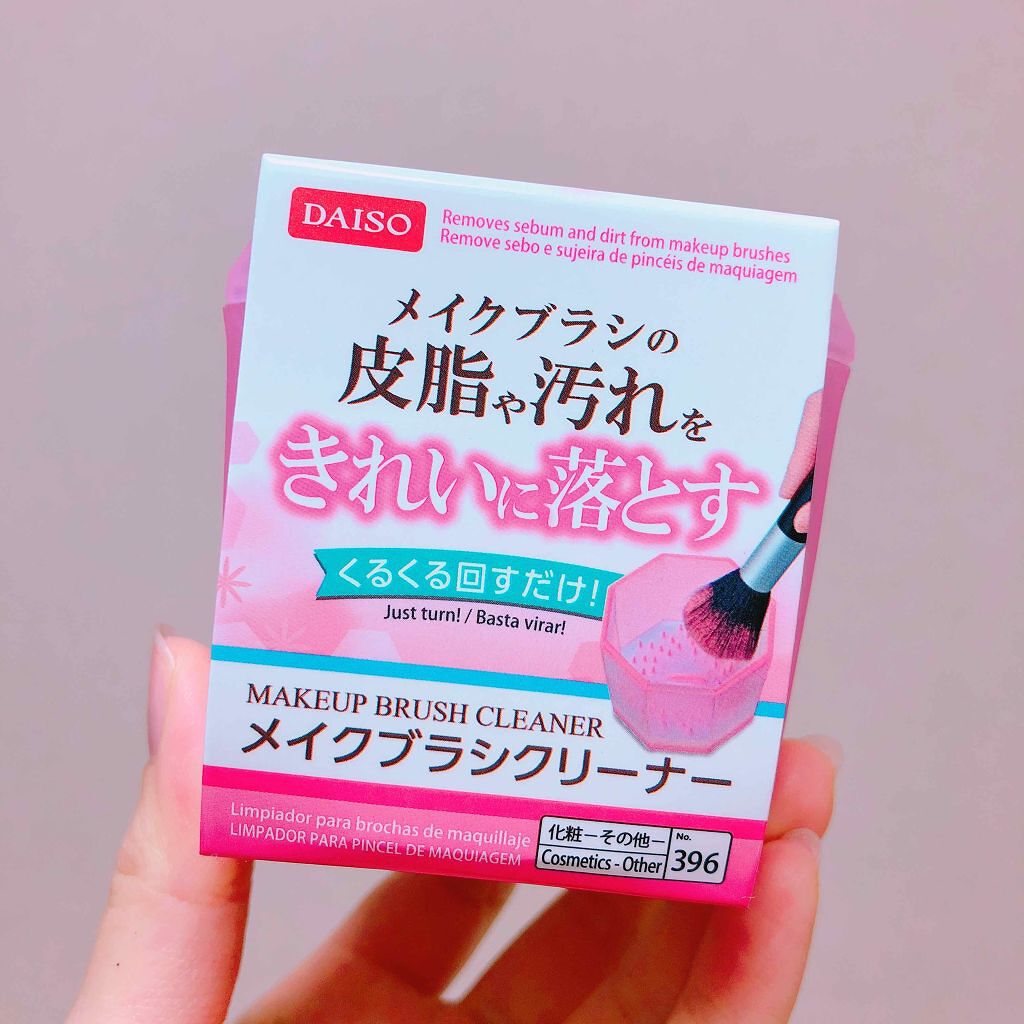 DAISO
Removes sebum and dirt from makeup brushes
Remove sebo e sujeira de pincéis de maquiagem
メイクブラシの
皮脂や汚れを
きれいに落とす
くるくる回すだけ!
Just turn! / Basta virar!
MAKEUP BRUSH CLEANER
メイクブラシクリーナー
Limpiador para brochas de maquillaje
LIMPADOR PARA PINCEL DE MAQUIAGEM
化粧ーその他ー
Cosmetics - Other
No.
396